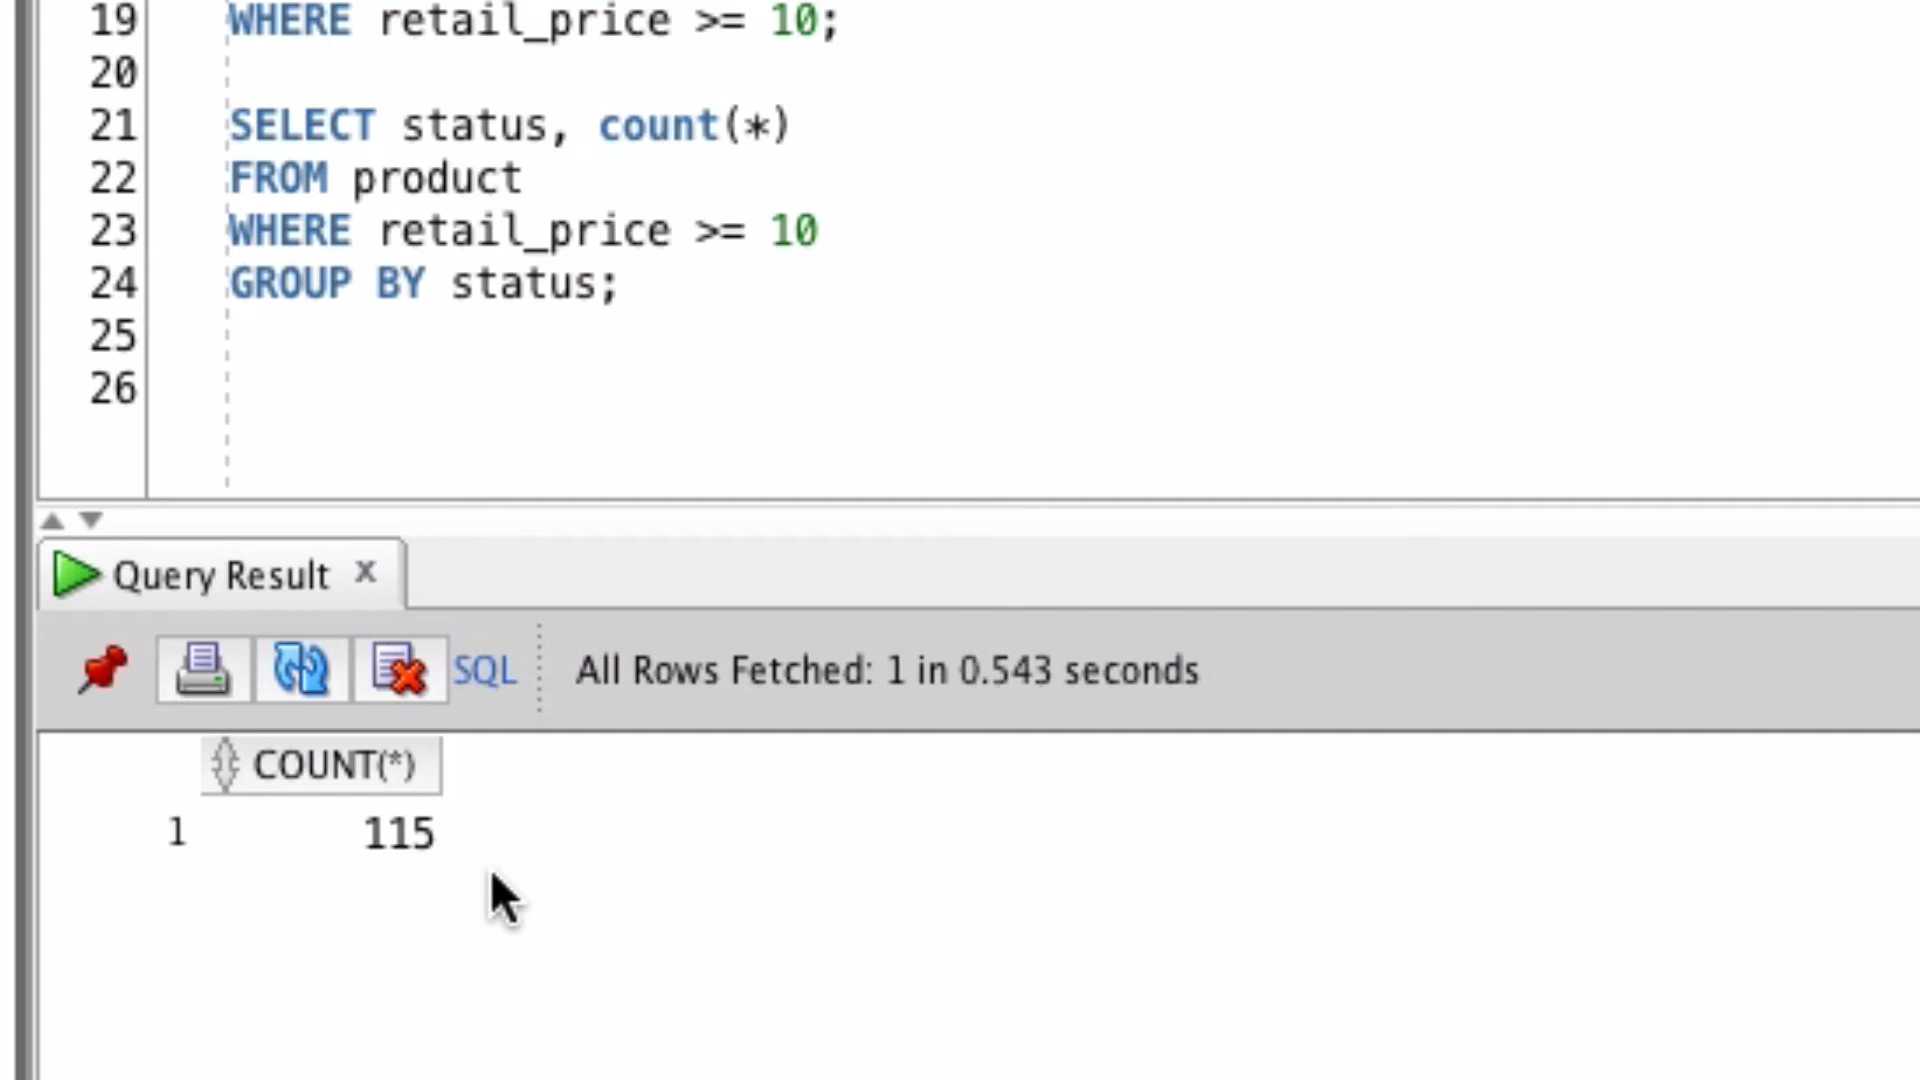 19 WHERE retail_price >= 10;
20
21 SELECT status, count(*)
22 FROM product
23 WHERE retail_price >= 10
24 GROUP BY status;
25
26
Query Result x
SQL All Rows Fetched: 1 in 0.543 seconds
COUNT(*)
1 115